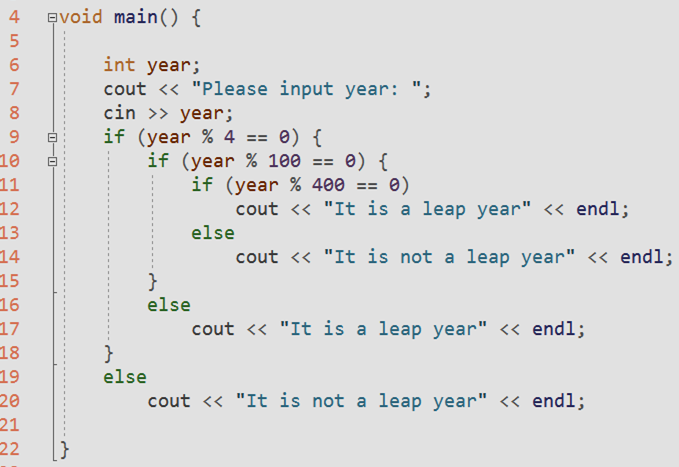 4 void main() {
5
6 int year;
7 cout << "Please input year: ";
8 cin >> year;
9 if (year % 4 == 0) {
10 if (year % 100 == 0) {
11 if (year % 400 == 0)
12 cout << "It is a leap year" << endl;
13 else
14 cout << "It is not a leap year" << endl;
15 }
16 else
17 cout << "It is a leap year" << endl;
18 }
19 else
20 cout << "It is not a leap year" << endl;
21
22 }